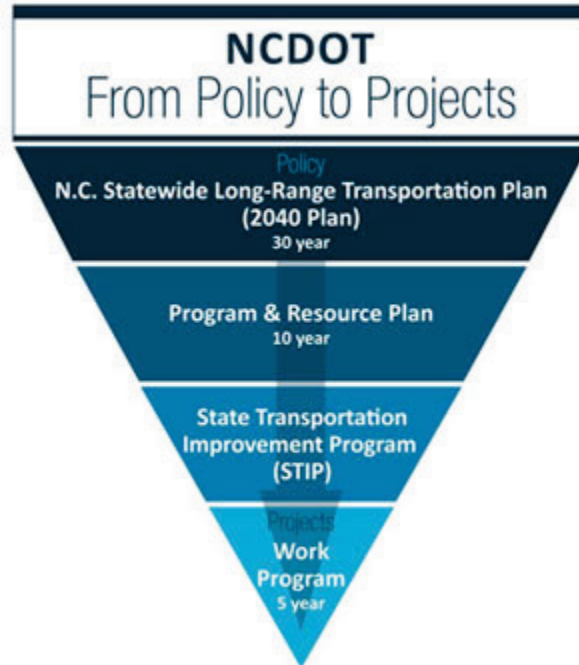 NCDOT
From Policy to Projects
Policy
N.C. Statewide Long-Range Transportation Plan
(2040 Plan)
30 year
Program & Resource Plan
10 year
State Transportation
Improvement Program
(STIP)
Projects
Work
Program
5 year